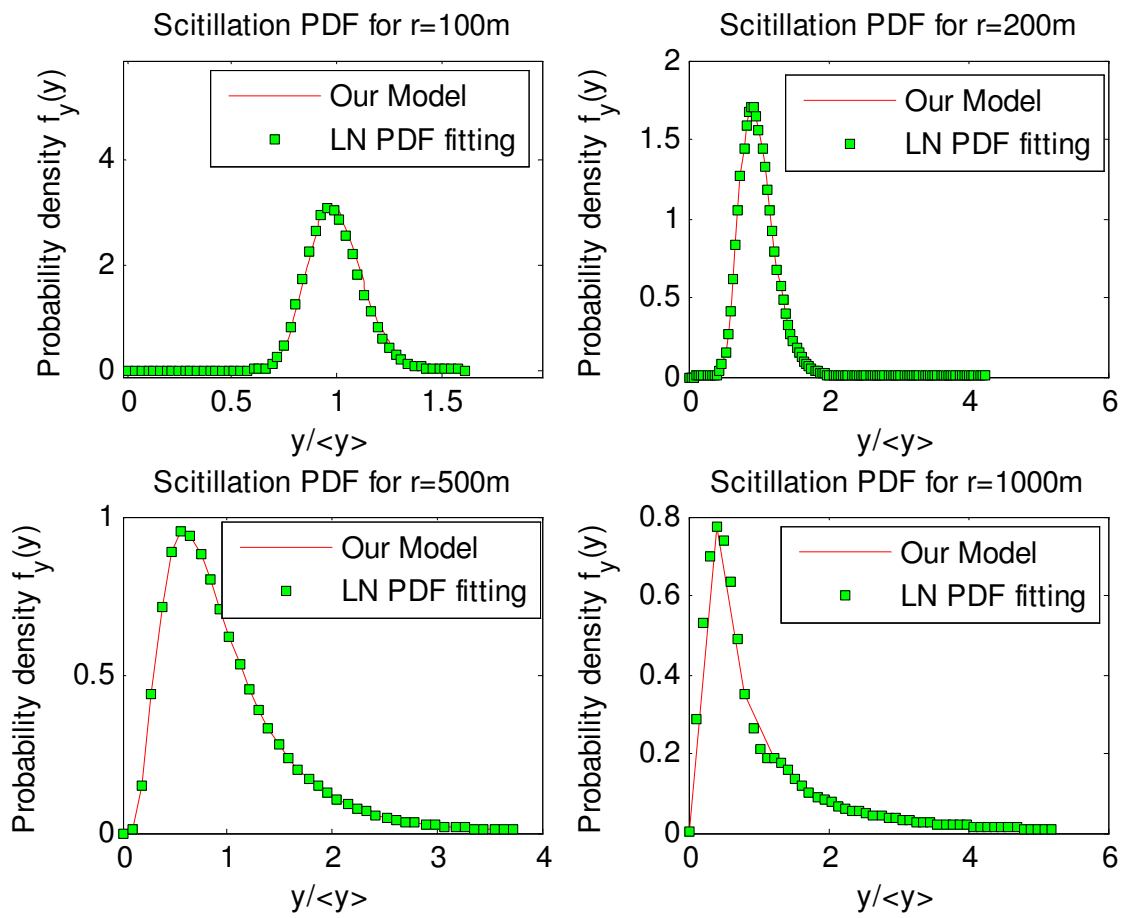 Scitillation PDF for r=100m
Probability density f_y(y)
Our Model
LN PDF fitting
4
2
0
0
0.5
1
1.5
y/<y>
Scitillation PDF for r=200m
Probability density f_y(y)
Our Model
LN PDF fitting
2
1.5
1
0.5
0
0
2
4
6
y/<y>
Scitillation PDF for r=500m
Probability density f_y(y)
Our Model
LN PDF fitting
1
0.5
0
0
1
2
3
4
y/<y>
Scitillation PDF for r=1000m
Probability density f_y(y)
Our Model
LN PDF fitting
0.8
0.6
0.4
0.2
0
0
2
4
6
y/<y>